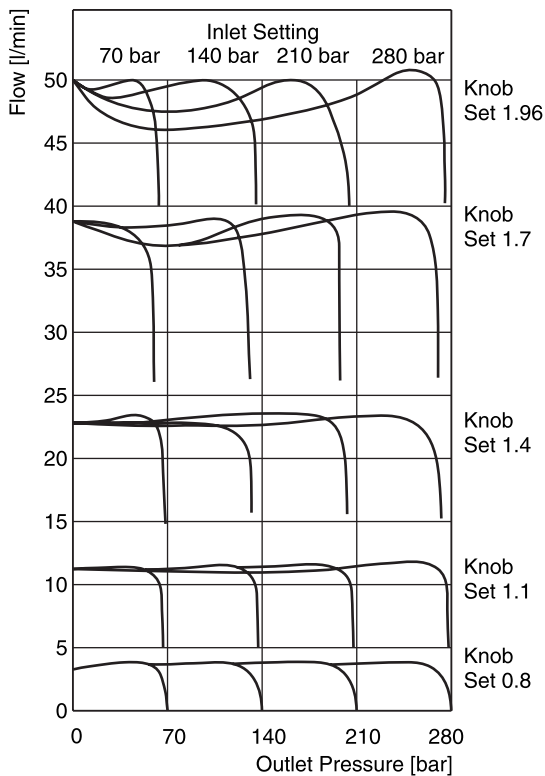 Inlet Setting
70 bar 140 bar 210 bar 280 bar
Flow [l/min]
50
45
40
35
30
25
20
15
10
5
0
Knob
Set 1.96
Knob
Set 1.7
Knob
Set 1.4
Knob
Set 1.1
Knob
Set 0.8
0 70 140 210 280
Outlet Pressure [bar]